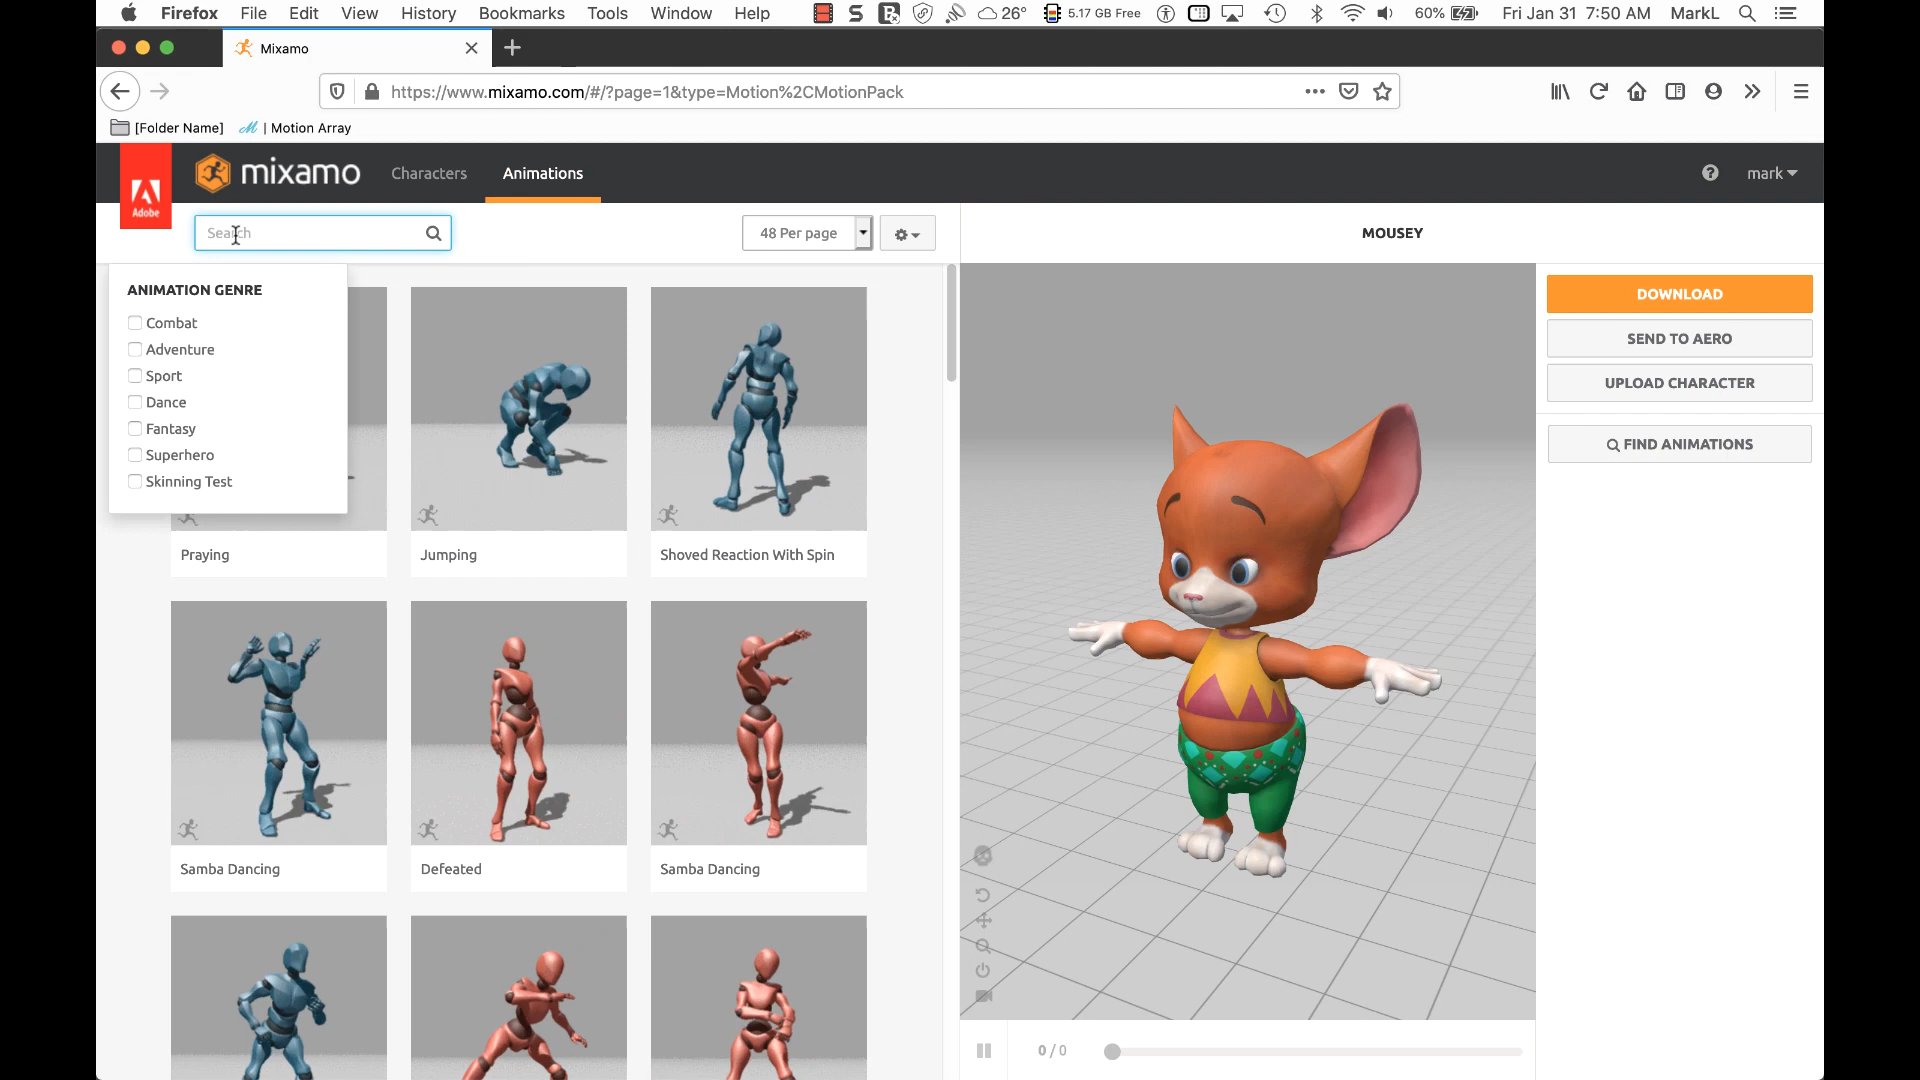 Firefox File Edit View History Bookmarks Tools Window Help 26° 5.17 GB Free 60% Fri Jan 31 7:50 AM MarkL
Mixamo
https://www.mixamo.com/#/?page=1&type=Motion%2CMotionPack
[Folder Name] | Motion Array
Adobe
mixamo Characters Animations mark
Search
48 Per page
MOUSEY
ANIMATION GENRE
Combat
Adventure
Sport
Dance
Fantasy
Superhero
Skinning Test
DOWNLOAD
SEND TO AERO
UPLOAD CHARACTER
FIND ANIMATIONS
Praying
Jumping
Shoved Reaction With Spin
Samba Dancing
Defeated
Samba Dancing
0 / 0